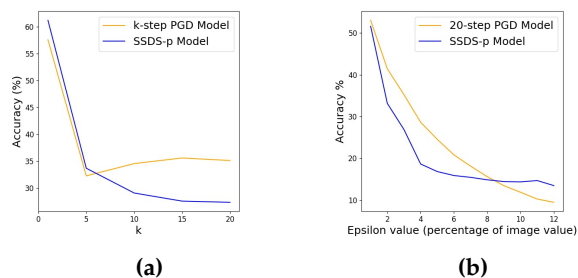 k-step PGD Model
SSDS-p Model
Accuracy (%)
60
55
50
45
40
35
30
0
5
10
15
20
k
(a)
20-step PGD Model
SSDS-p Model
Accuracy %
50
40
30
20
10
0
2
4
6
8
10
12
Epsilon value (percentage of image value)
(b)